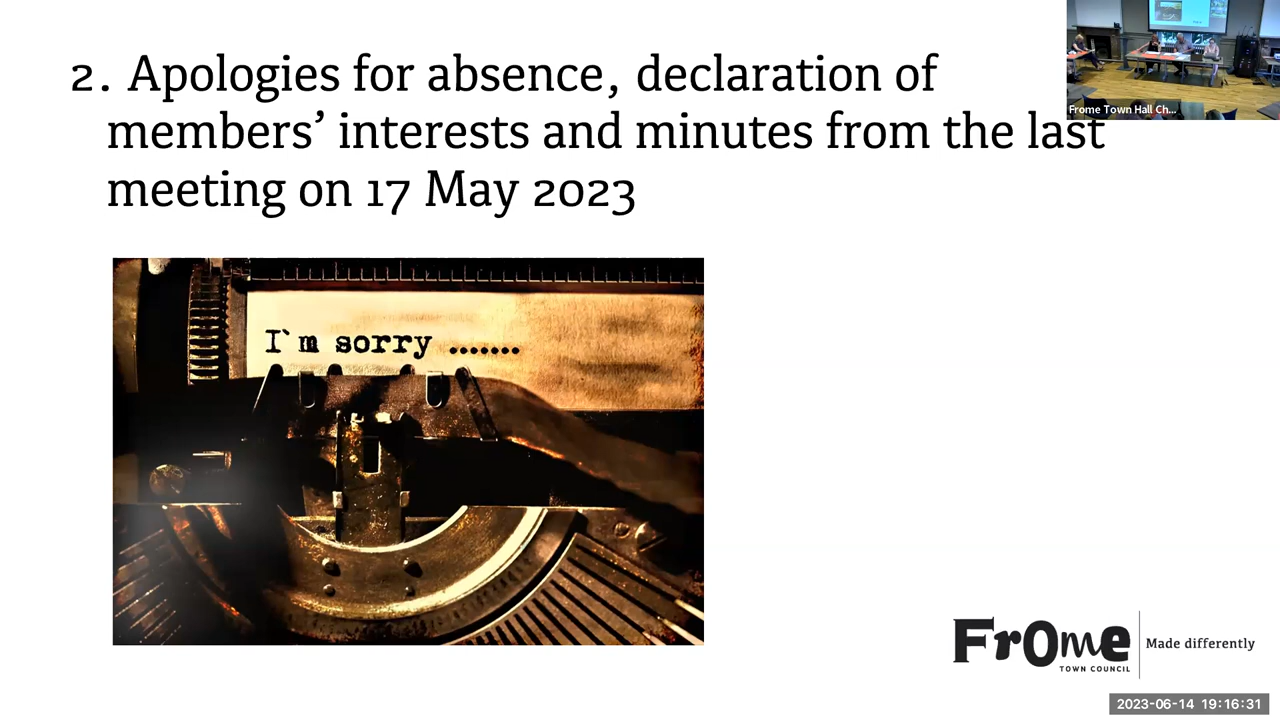 2. Apologies for absence, declaration of
members’ interests and minutes from the last
meeting on 17 May 2023
Frome Town Hall Ch...
I`m sorry .......
FrOme
TOWN COUNCIL
Made differently
2023-06-14 19:16:31